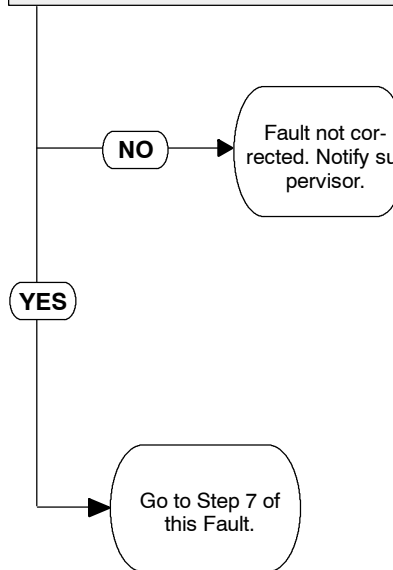 NO
Fault not cor-
rected. Notify su
pervisor.
YES
Go to Step 7 of
this Fault.